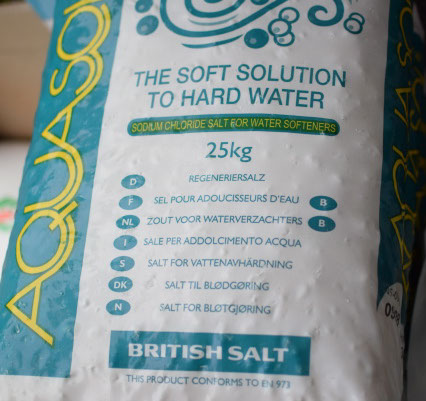 AQUASOL
THE SOFT SOLUTION
TO HARD WATER
SODIUM CHLORIDE SALT FOR WATER SOFTENERS
25kg
D REGENERIERSALZ
F SEL POUR ADOUCISSEURS D'EAU B
NL ZOUT VOOR WATERVERZACHTERS B
I SALE PER ADDOLCIMENTO ACQUA
S SALT FOR VATTENAVHÄRDNING
DK SALT TIL BLØDGØRING
N SALT FOR BLØTGJØRING
BRITISH SALT
THIS PRODUCT CONFORMS TO EN 973